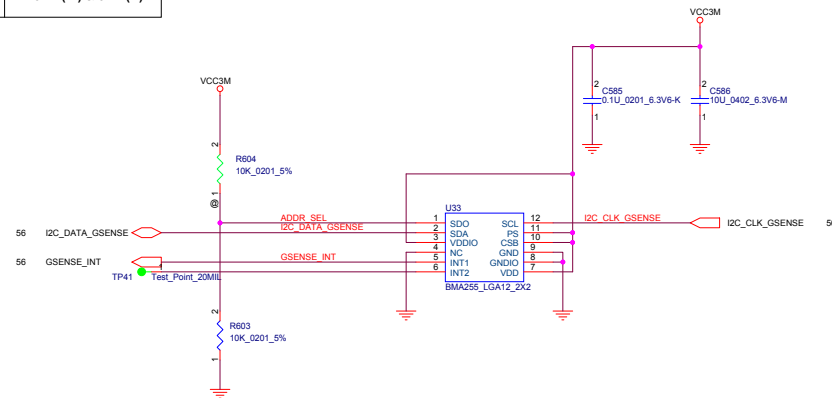 VCC3M
VCC3M
2
C585
0.1U_0201_6.3V6-K
1
2
C586
10U_0402_6.3V6-M
1
2
R604
10K_0201_5%
1
@
U33
ADDR_SEL
1
SDO
SCL
12
I2C_CLK_GSENSE
I2C_CLK_GSENSE
56
I2C_DATA_GSENSE
I2C_DATA_GSENSE
2
SDA
PS
11
3
VDDIO
CSB
10
4
NC
GND
9
56
GSENSE_INT
GSENSE_INT
5
INT1
GNDIO
8
TP41
1
Test_Point_20MIL
6
INT2
VDD
7
BMA255_LGA12_2X2
2
R603
10K_0201_5%
1